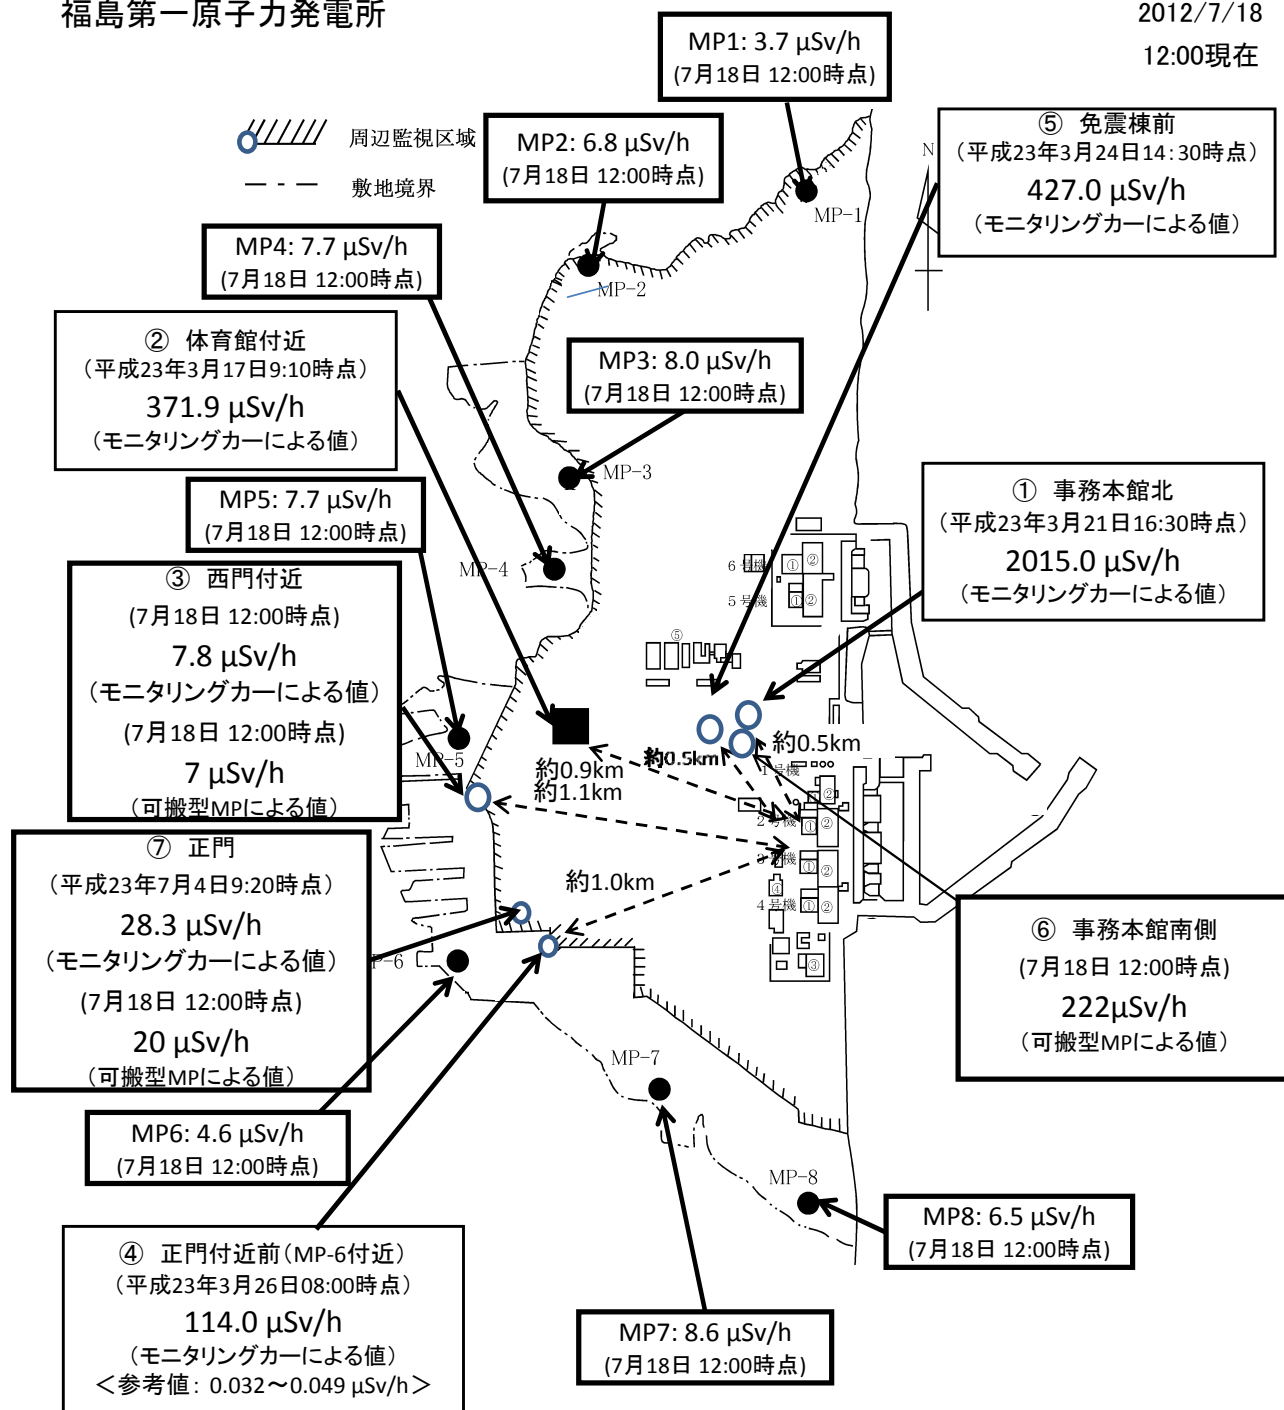 福島第一原子力発電所
2012/7/18
12:00現在
MP1: 3.7 μSv/h
(7月18日 12:00時点)
周辺監視区域
敷地境界
MP2: 6.8 μSv/h
(7月18日 12:00時点)
⑤ 免震棟前
(平成23年3月24日14:30時点)
427.0 μSv/h
(モニタリングカーによる値)
N
MP-1
MP4: 7.7 μSv/h
(7月18日 12:00時点)
MP-2
② 体育館付近
(平成23年3月17日9:10時点)
371.9 μSv/h
(モニタリングカーによる値)
MP3: 8.0 μSv/h
(7月18日 12:00時点)
MP-3
MP5: 7.7 μSv/h
(7月18日 12:00時点)
① 事務本館北
(平成23年3月21日16:30時点)
2015.0 μSv/h
(モニタリングカーによる値)
MP-4
6号機
① ②
5号機
① ②
③ 西門付近
(7月18日 12:00時点)
7.8 μSv/h
(モニタリングカーによる値)
(7月18日 12:00時点)
7 μSv/h
(可搬型MPによる値)
⑤
MP-5
約0.9km
約1.1km
約0.5km
約0.5km
1号機
① ②
2号機
① ②
3号機
① ②
④
4号機
① ②
③
約1.0km
⑦ 正門
(平成23年7月4日9:20時点)
28.3 μSv/h
(モニタリングカーによる値)
(7月18日 12:00時点)
20 μSv/h
(可搬型MPによる値)
P-6
⑥ 事務本館南側
(7月18日 12:00時点)
222μSv/h
(可搬型MPによる値)
MP-7
MP6: 4.6 μSv/h
(7月18日 12:00時点)
MP-8
MP8: 6.5 μSv/h
(7月18日 12:00時点)
④ 正門付近前(MP-6付近)
(平成23年3月26日08:00時点)
114.0 μSv/h
(モニタリングカーによる値)
<参考値: 0.032～0.049 μSv/h>
MP7: 8.6 μSv/h
(7月18日 12:00時点)